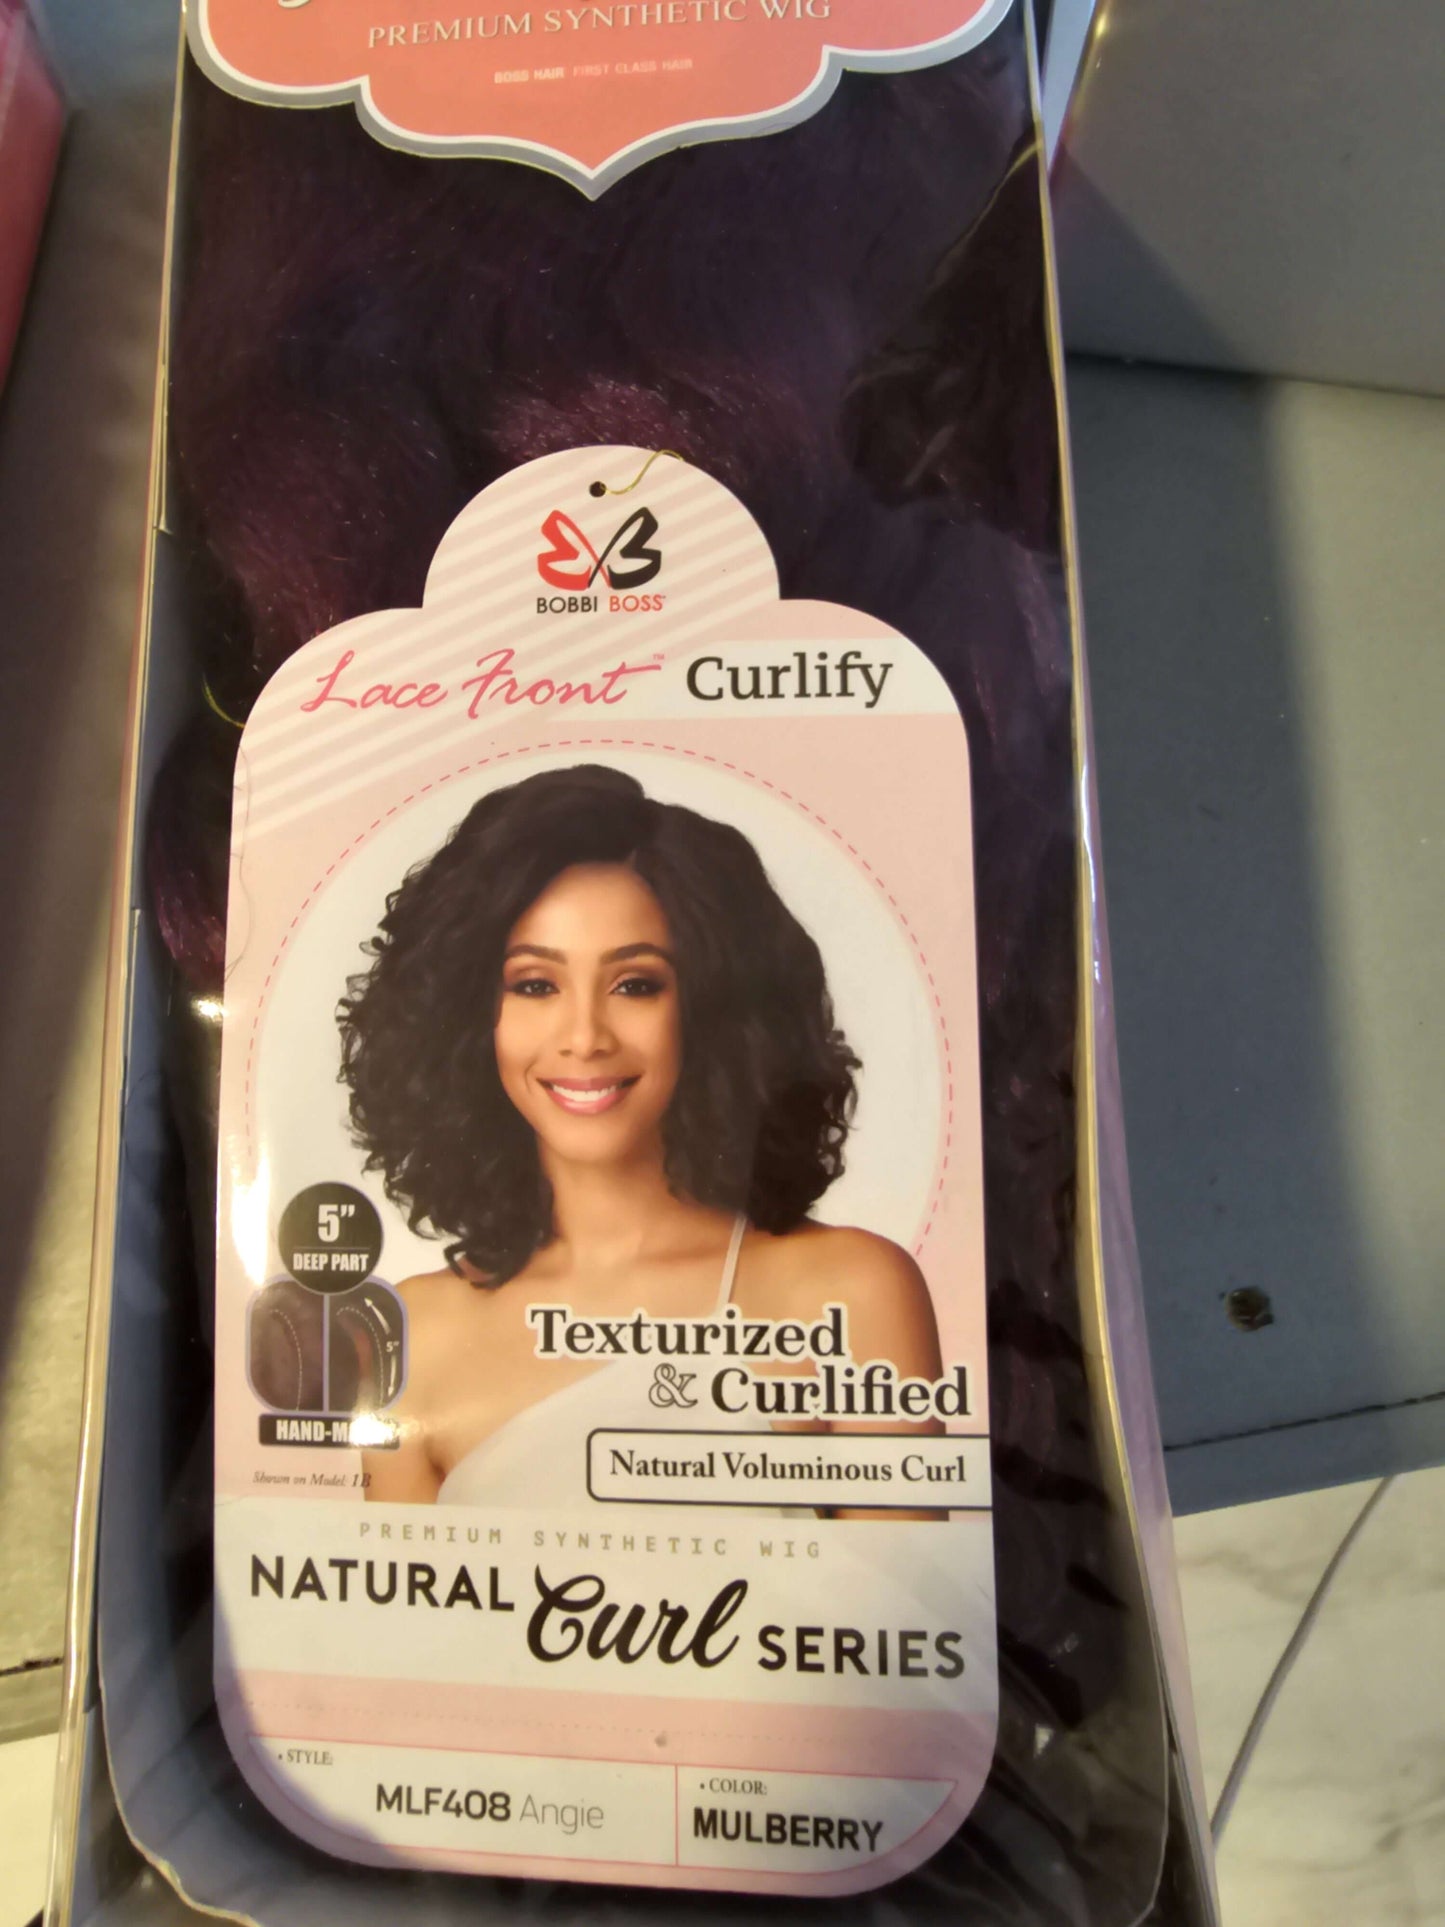 PREMIUM SYNTHETIC WIG
BOSS HAIR FIRST CLASS HAIR
BOBBI BOSS
Lace Front™ Curlify
5"
DEEP PART
5"
Shown on Model: 1B
Texturized
& Curlified
Natural Voluminous Curl
PREMIUM SYNTHETIC WIG
NATURAL Curl SERIES
• STYLE:
MLF408 Angie
• COLOR:
MULBERRY